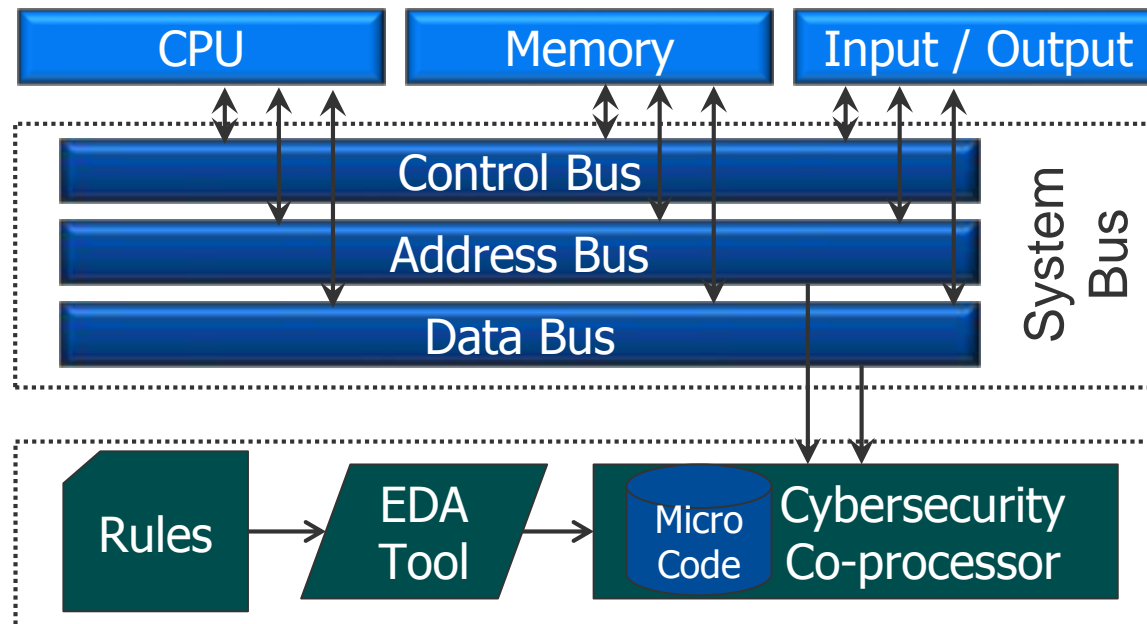 CPU
Memory
Input / Output
Control Bus
Address Bus
Data Bus
System
Bus
Rules
EDA
Tool
Micro
Code
Cybersecurity
Co-processor